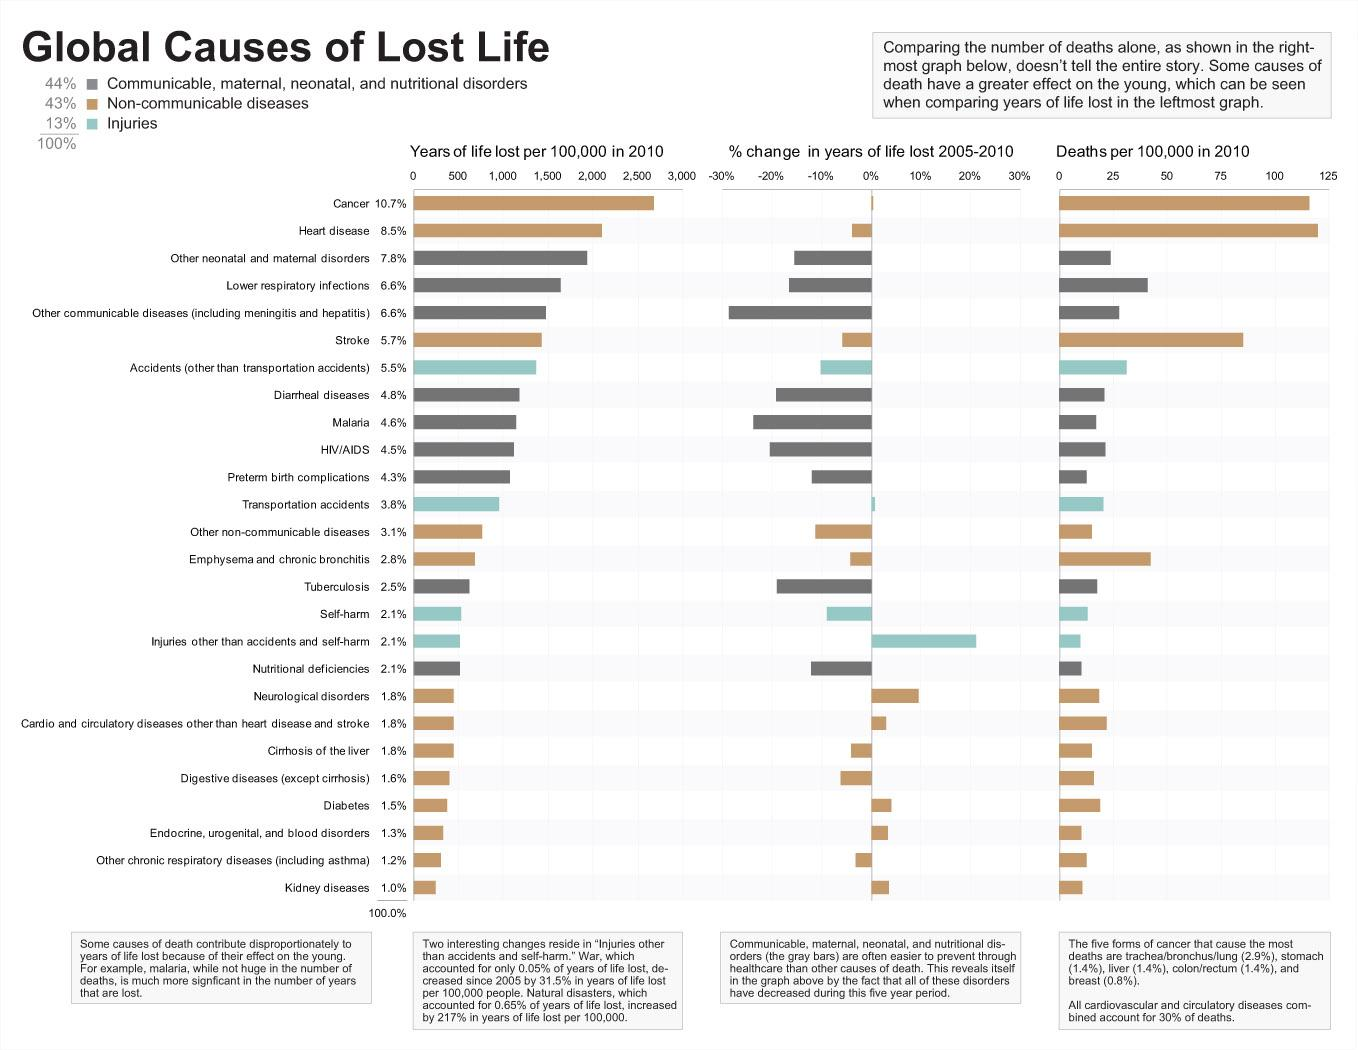 Global Causes of Lost Life
44% Communicable, maternal, neonatal, and nutritional disorders
43% Non-communicable diseases
13% Injuries
100%
Comparing the number of deaths alone, as shown in the right-
most graph below, doesn't tell the entire story. Some causes of
death have a greater effect on the young, which can be seen
when comparing years of life lost in the leftmost graph.
Years of life lost per 100,000 in 2010
% change in years of life lost 2005-2010
Deaths per 100,000 in 2010
0 500 1,000 1,500 2,000 2,500 3,000
-30% -20% -10% 0% 10% 20% 30%
0 25 50 75 100 125
Cancer 10.7%
Heart disease 8.5%
Other neonatal and maternal disorders 7.8%
Lower respiratory infections 6.6%
Other communicable diseases (including meningitis and hepatitis) 6.6%
Stroke 5.7%
Accidents (other than transportation accidents) 5.5%
Diarrheal diseases 4.8%
Malaria 4.6%
HIV/AIDS 4.5%
Preterm birth complications 4.3%
Transportation accidents 3.8%
Other non-communicable diseases 3.1%
Emphysema and chronic bronchitis 2.8%
Tuberculosis 2.5%
Self-harm 2.1%
Injuries other than accidents and self-harm 2.1%
Nutritional deficiencies 2.1%
Neurological disorders 1.8%
Cardio and circulatory diseases other than heart disease and stroke 1.8%
Cirrhosis of the liver 1.8%
Digestive diseases (except cirrhosis) 1.6%
Diabetes 1.5%
Endocrine, urogenital, and blood disorders 1.3%
Other chronic respiratory diseases (including asthma) 1.2%
Kidney diseases 1.0%
100.0%
Some causes of death contribute disproportionately to
years of life lost because of their effect on the young.
For example, malaria, while not huge in the number of
deaths, is much more signficant in the number of years
that are lost.
Two interesting changes reside in "Injuries other
than accidents and self-harm." War, which
accounted for only 0.05% of years of life lost, de-
creased since 2005 by 31.5% in years of life lost
per 100,000 people. Natural disasters, which
accounted for 0.65% of years of life lost, increased
by 217% in years of life lost per 100,000.
Communicable, maternal, neonatal, and nutritional dis-
orders (the gray bars) are often easier to prevent through
healthcare than other causes of death. This reveals itself
in the graph above by the fact that all of these disorders
have decreased during this five year period.
The five forms of cancer that cause the most
deaths are trachea/bronchus/lung (2.9%), stomach
(1.4%), liver (1.4%), colon/rectum (1.4%), and
breast (0.8%).
All cardiovascular and circulatory diseases com-
bined account for 30% of deaths.